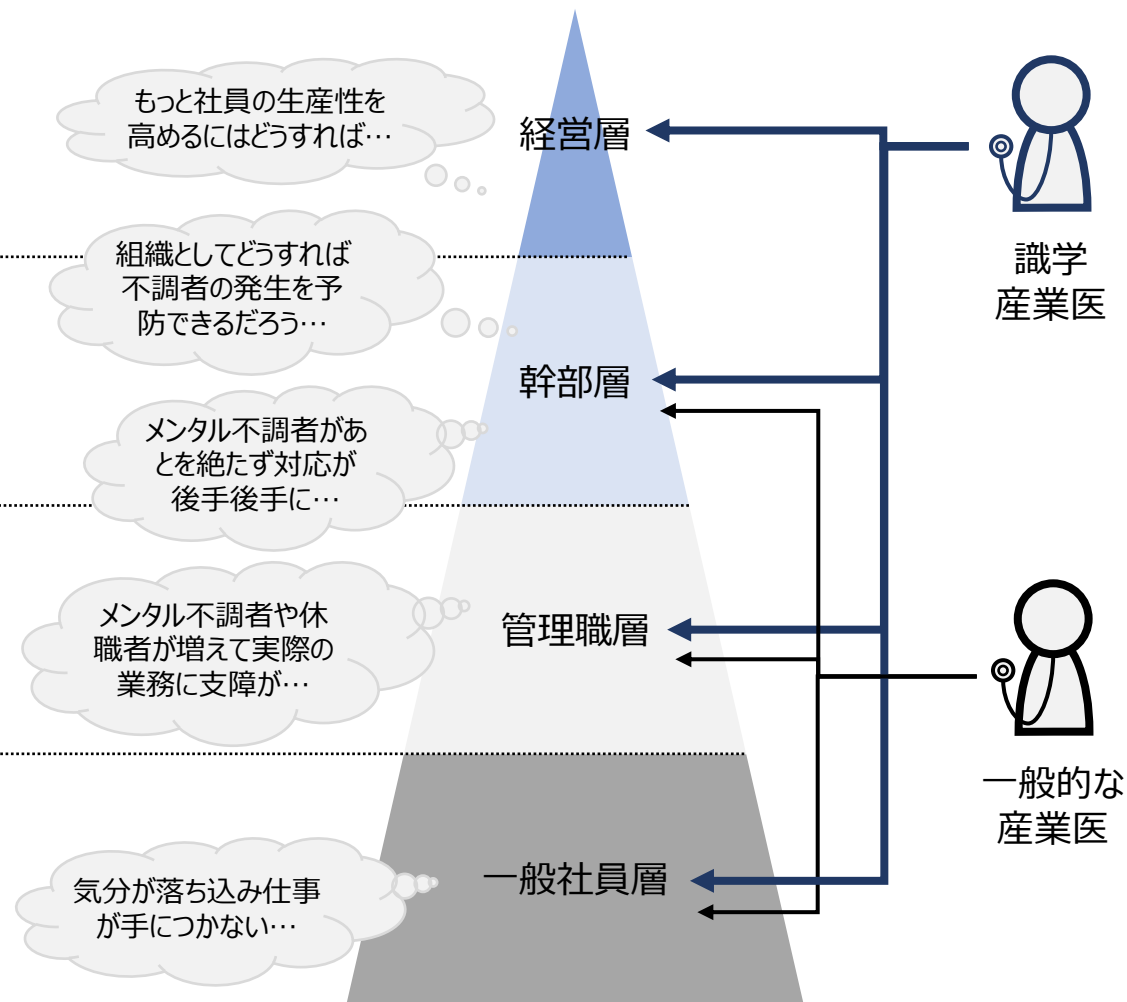 もっと社員の生産性を
高めるにはどうすれば…
経営層
識学
産業医
組織としてどうすれば
不調者の発生を予
防できるだろう…
幹部層
メンタル不調者があ
とを絶たず対応が
後手後手に…
メンタル不調者や休
職者が増えて実際の
業務に支障が…
管理職層
一般的な
産業医
気分が落ち込み仕事
が手につかない…
一般社員層